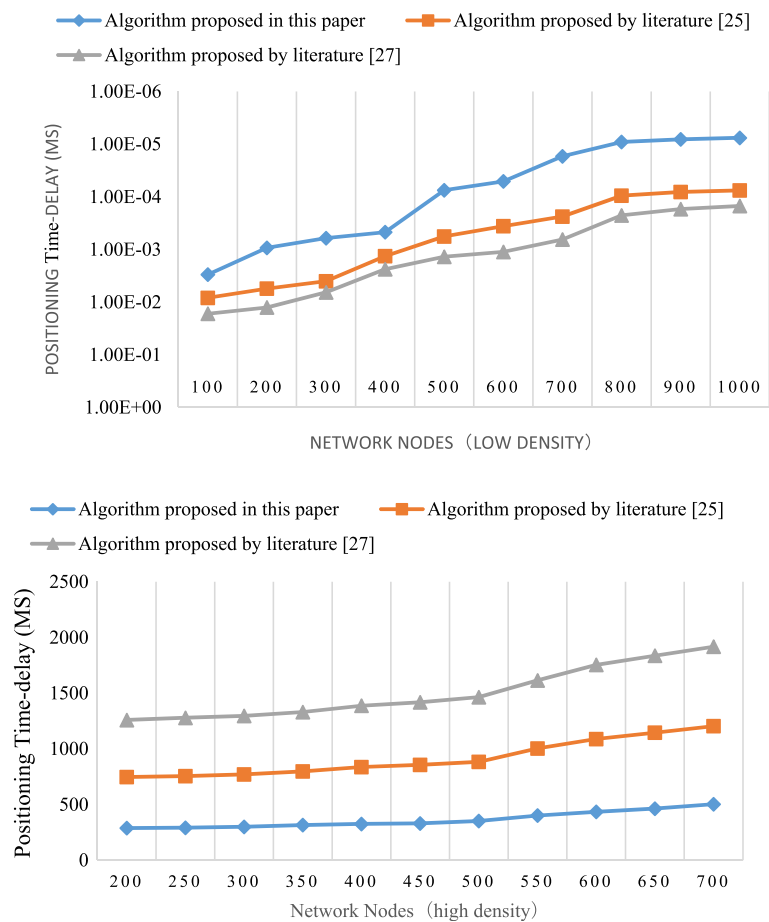 Algorithm proposed in this paper
Algorithm proposed by literature [25]
Algorithm proposed by literature [27]
POSITIONING Time-DELAY (MS)
1.00E-06
1.00E-05
1.00E-04
1.00E-03
1.00E-02
1.00E-01
1.00E+00
100 200 300 400 500 600 700 800 900 1000
NETWORK NODES（LOW DENSITY）
Algorithm proposed in this paper
Algorithm proposed by literature [25]
Algorithm proposed by literature [27]
Positioning Time-delay (MS)
2500
2000
1500
1000
500
0
200 250 300 350 400 450 500 550 600 650 700
Network Nodes（high density）